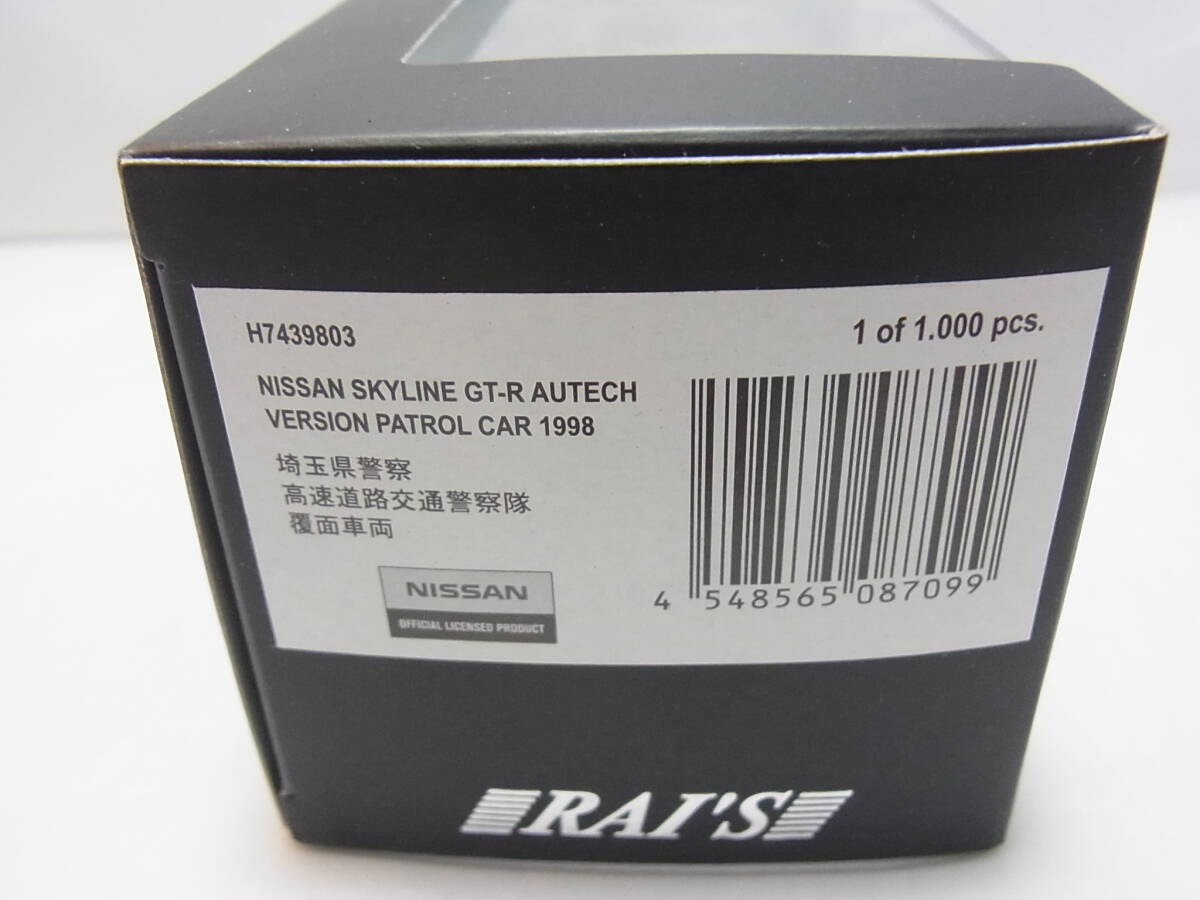 H7439803
1 of 1.000 pcs.
NISSAN SKYLINE GT-R AUTECH
VERSION PATROL CAR 1998
埼玉県警察
高速道路交通警察隊
覆面車両
NISSAN
OFFICIAL LICENSED PRODUCT
4 548565 087099
RAI'S